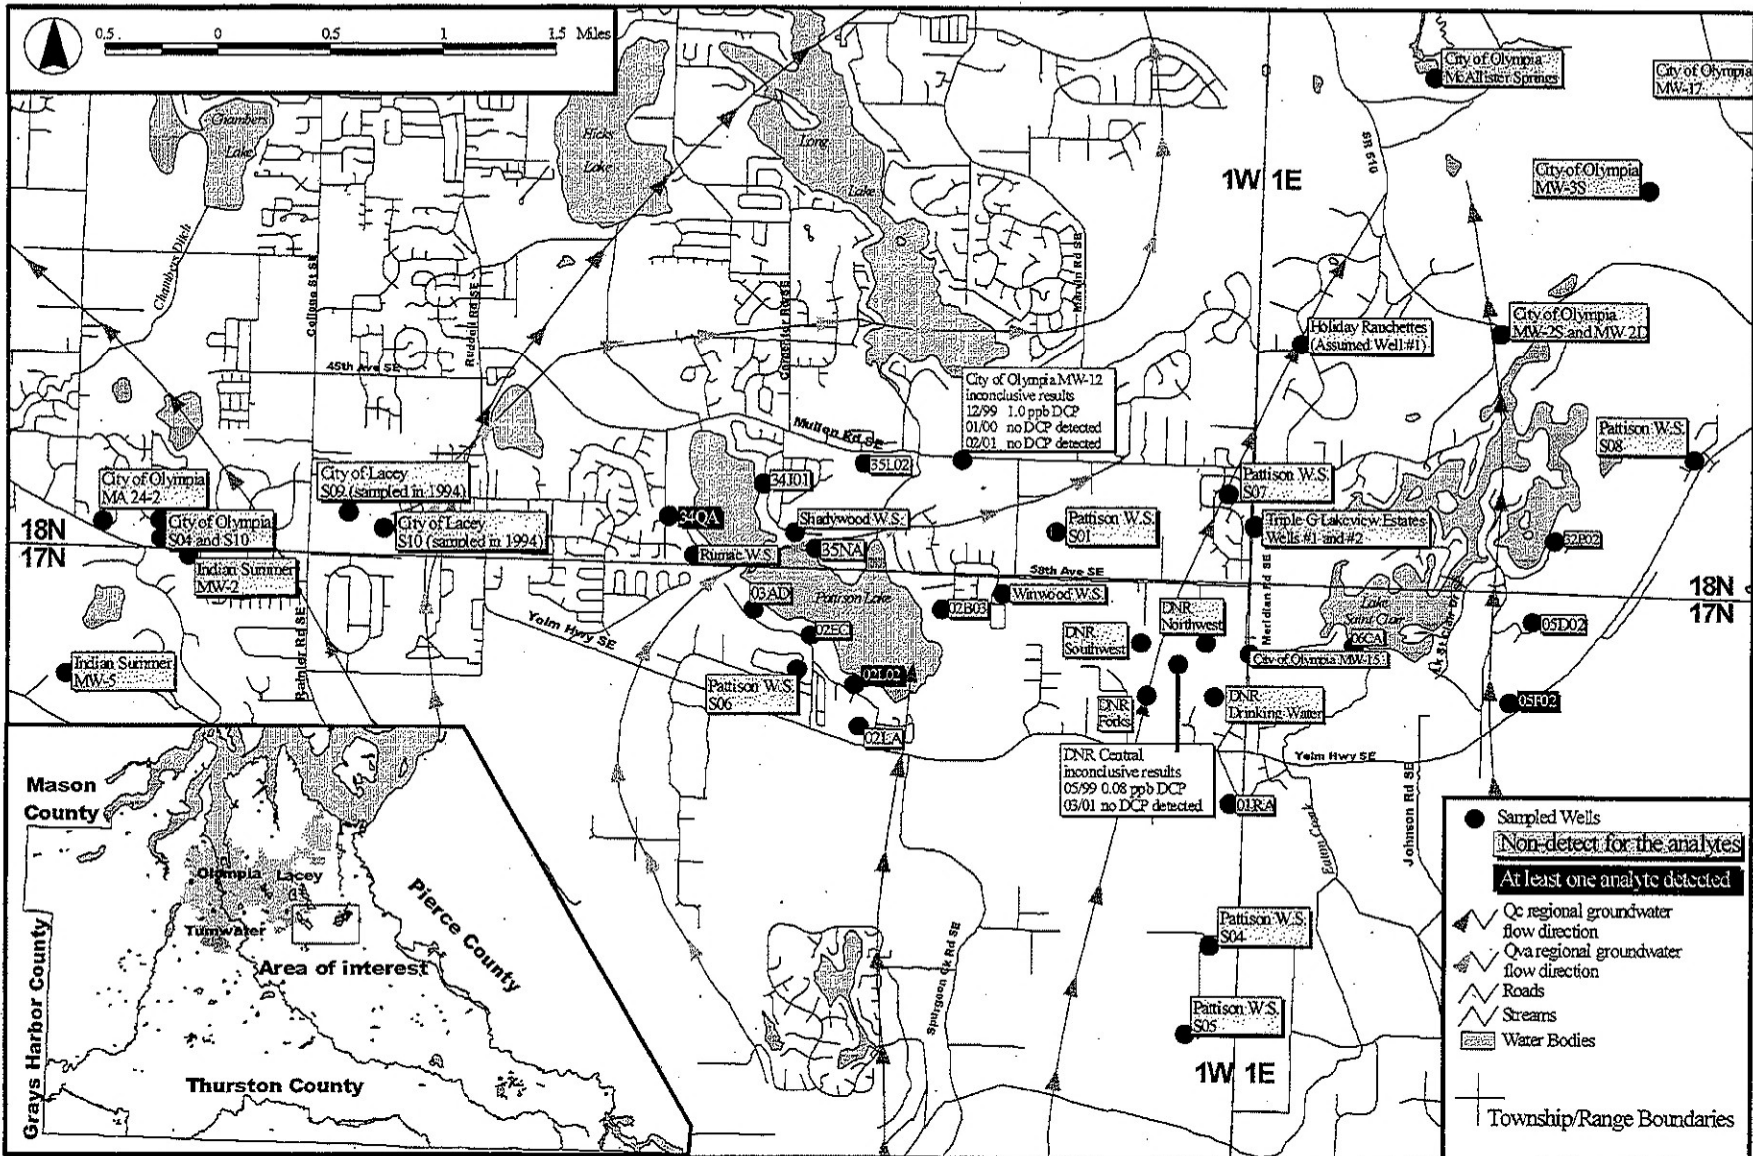 0.5 0 0.5 1 1.5 Miles
Chambers
Lake
Hicks
Lake
Long
Lake
City of Olympia
McAllister Springs
City of Olympia
MW-17
SR 510
1W 1E
City of Olympia
MW-3S
Chambers Ditch
College St SE
Ruddell Rd SE
Carpenter Rd SE
Marvin Rd SE
45th Ave SE
Holiday Ranchettes
(Assumed Well #1)
City of Olympia
MW-2S and MW-2D
City of Olympia MW-12
inconclusive results
12/99 1.0 ppb DCP
01/00 no DCP detected
02/01 no DCP detected
Mullen Rd SE
Pattison W.S.
S08
City of Olympia
MA 24-2
City of Lacey
S09 (sampled in 1994)
35L02
34J01
Pattison W.S.
S07
18N
17N
City of Olympia
S04 and S10
City of Lacey
S10 (sampled in 1994)
34QA
Shadywood W.S.
Pattison W.S.
S01
Triple G Lakeview Estates
Wells #1 and #2
Rumac W.S.
35NA
32P02
Indian Summer
MW-2
58th Ave SE
Meridian Rd SE
18N
17N
03AD
Pattison Lake
02B03
Winwood W.S.
DNR
Northwest
Lake
Saint Clair
Lk St Clair Dr SE
Yelm Hwy SE
02EC
DNR
Southwest
06CA
05D02
Rainier Rd SE
Indian Summer
MW-5
City of Olympia MW-15
Pattison W.S.
S06
02L02
DNR
Forks
DNR
Drinking Water
05F02
02LA
DNR Central
inconclusive results
05/99 0.08 ppb DCP
03/01 no DCP detected
Yelm Hwy SE
01RA
Eaton Creek
Johnson Rd SE
Spurgeon Ck Rd SE
Pattison W.S.
S04
Pattison W.S.
S05
1W 1E
Mason
County
Olympia
Lacey
Tumwater
Pierce County
Area of interest
Grays Harbor County
Thurston County
Sampled Wells
Non-detect for the analytes
At least one analyte detected
Qc regional groundwater
flow direction
Qva regional groundwater
flow direction
Roads
Streams
Water Bodies
Township/Range Boundaries